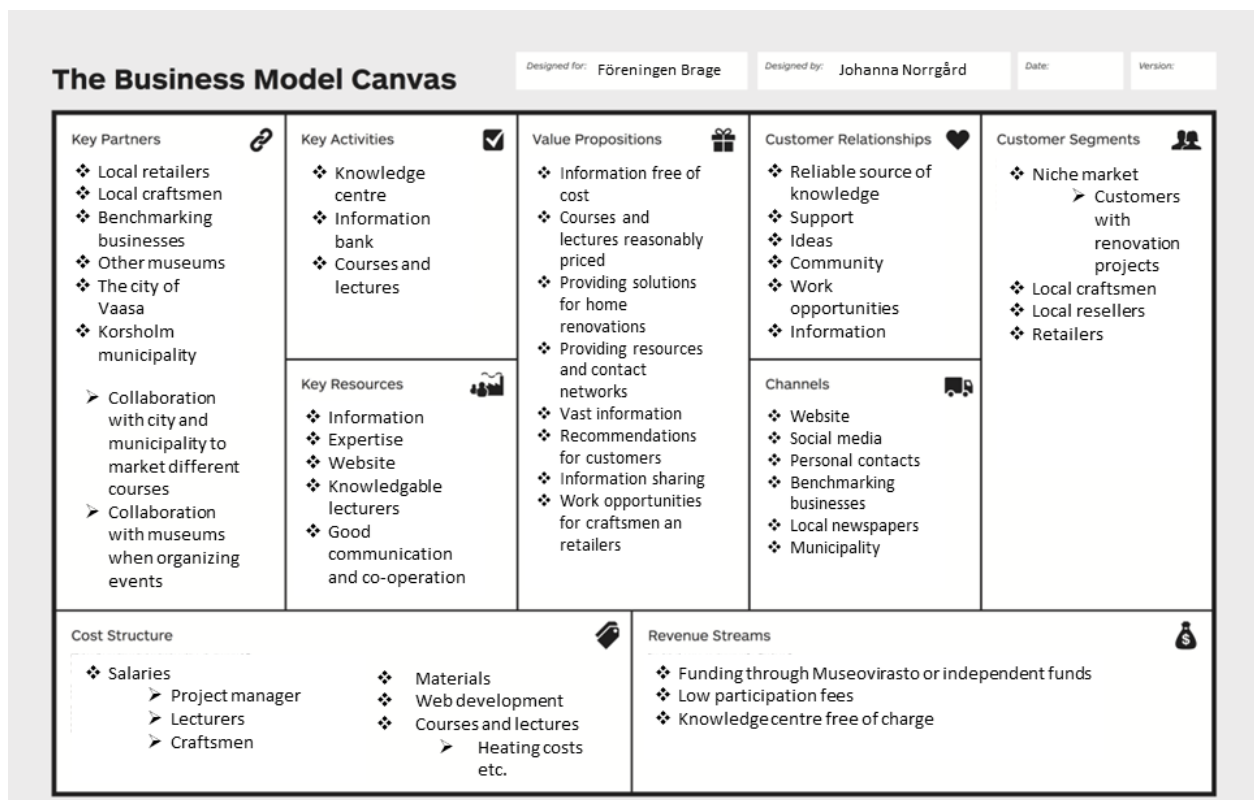 The Business Model Canvas
Designed for: Föreningen Brage
Designed by: Johanna Norrgård
Date:
Version:
Key Partners
❖ Local retailers
❖ Local craftsmen
❖ Benchmarking
businesses
❖ Other museums
❖ The city of
Vaasa
❖ Korsholm
municipality
➢ Collaboration
with city and
municipality to
market different
courses
➢ Collaboration
with museums
when organizing
events
Key Activities
❖ Knowledge
centre
❖ Information
bank
❖ Courses and
lectures
Key Resources
❖ Information
❖ Expertise
❖ Website
❖ Knowledgable
lecturers
❖ Good
communication
and co-operation
Value Propositions
❖ Information free of
cost
❖ Courses and
lectures reasonably
priced
❖ Providing solutions
for home
renovations
❖ Providing resources
and contact
networks
❖ Vast information
❖ Recommendations
for customers
❖ Information sharing
❖ Work opportunities
for craftsmen an
retailers
Customer Relationships
❖ Reliable source of
knowledge
❖ Support
❖ Ideas
❖ Community
❖ Work
opportunities
❖ Information
Channels
❖ Website
❖ Social media
❖ Personal contacts
❖ Benchmarking
businesses
❖ Local newspapers
❖ Municipality
Customer Segments
❖ Niche market
➢ Customers
with
renovation
projects
❖ Local craftsmen
❖ Local resellers
❖ Retailers
Cost Structure
❖ Salaries
➢ Project manager
➢ Lecturers
➢ Craftsmen
❖ Materials
❖ Web development
❖ Courses and lectures
➢ Heating costs
etc.
Revenue Streams
$
❖ Funding through Museovirasto or independent funds
❖ Low participation fees
❖ Knowledge centre free of charge